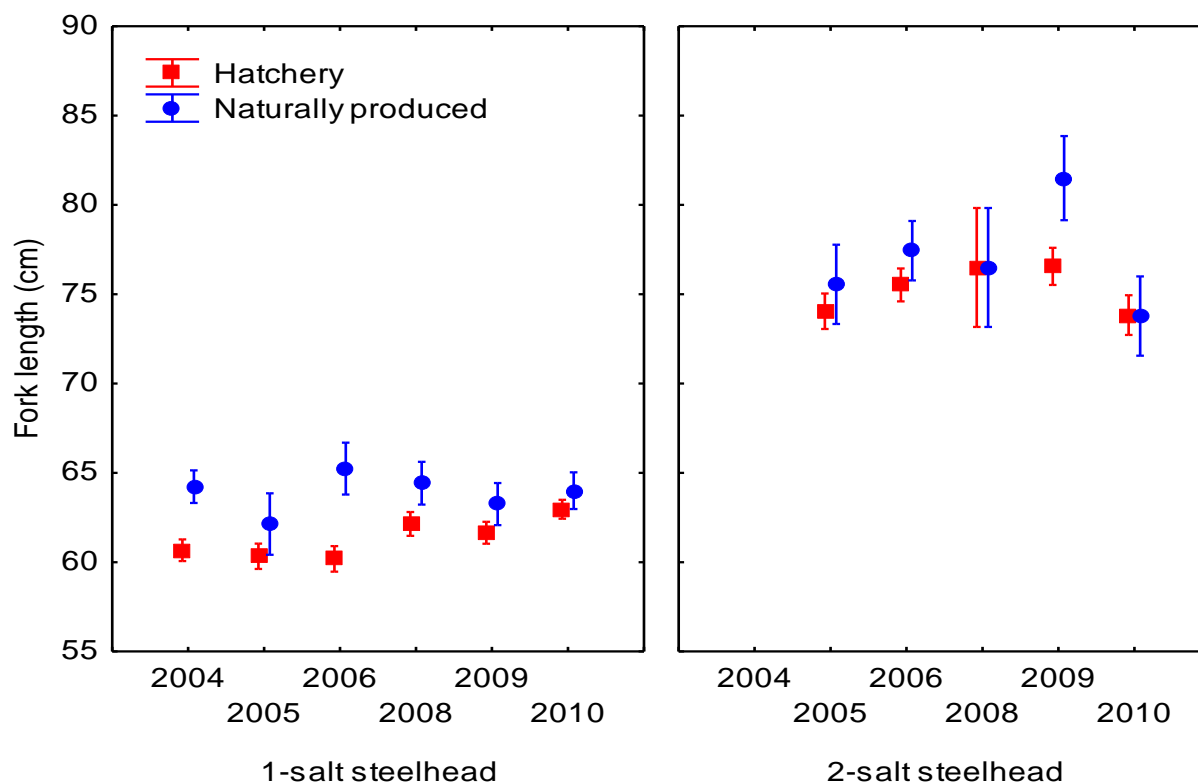 90
85
80
75
70
65
60
55
Fork length (cm)
Hatchery
Naturally produced
2004 2006 2009
2005 2008 2010
1-salt steelhead
2004 2006 2009
2005 2008 2010
2-salt steelhead